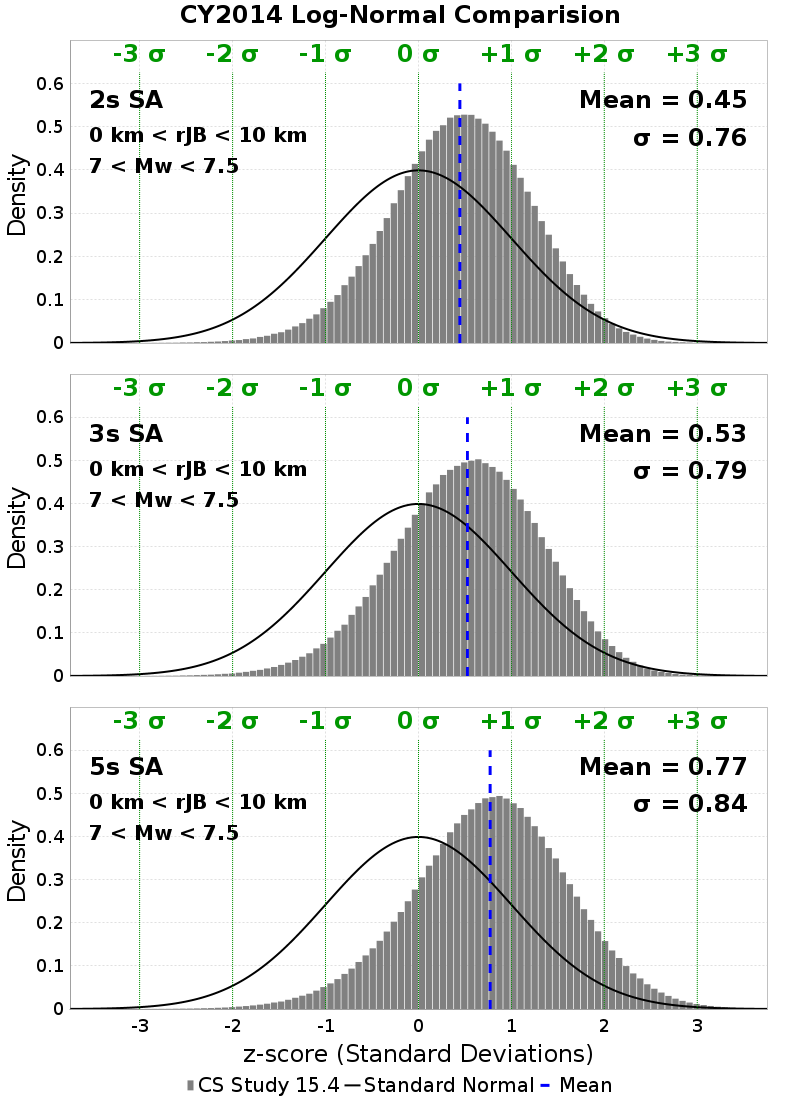 CY2014 Log-Normal Comparision
-3 σ -2 σ -1 σ 0 σ +1 σ +2 σ +3 σ
2s SA
0 km < rJB < 10 km
7 < Mw < 7.5
Mean = 0.45
σ = 0.76
Density
0.6
0.5
0.4
0.3
0.2
0.1
0
-3 σ -2 σ -1 σ 0 σ +1 σ +2 σ +3 σ
3s SA
0 km < rJB < 10 km
7 < Mw < 7.5
Mean = 0.53
σ = 0.79
Density
0.6
0.5
0.4
0.3
0.2
0.1
0
-3 σ -2 σ -1 σ 0 σ +1 σ +2 σ +3 σ
5s SA
0 km < rJB < 10 km
7 < Mw < 7.5
Mean = 0.77
σ = 0.84
Density
0.6
0.5
0.4
0.3
0.2
0.1
0
-3 -2 -1 0 1 2 3
z-score (Standard Deviations)
CS Study 15.4 Standard Normal Mean